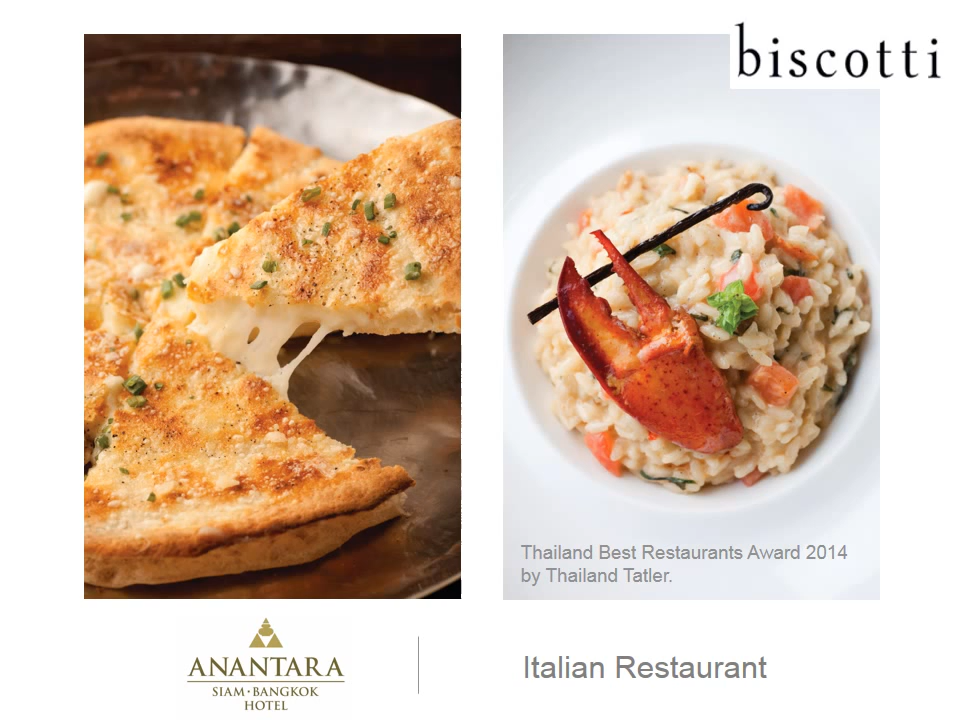 biscotti
Thailand Best Restaurants Award 2014
by Thailand Tatler.
ANANTARA
SIAM · BANGKOK
HOTEL
Italian Restaurant